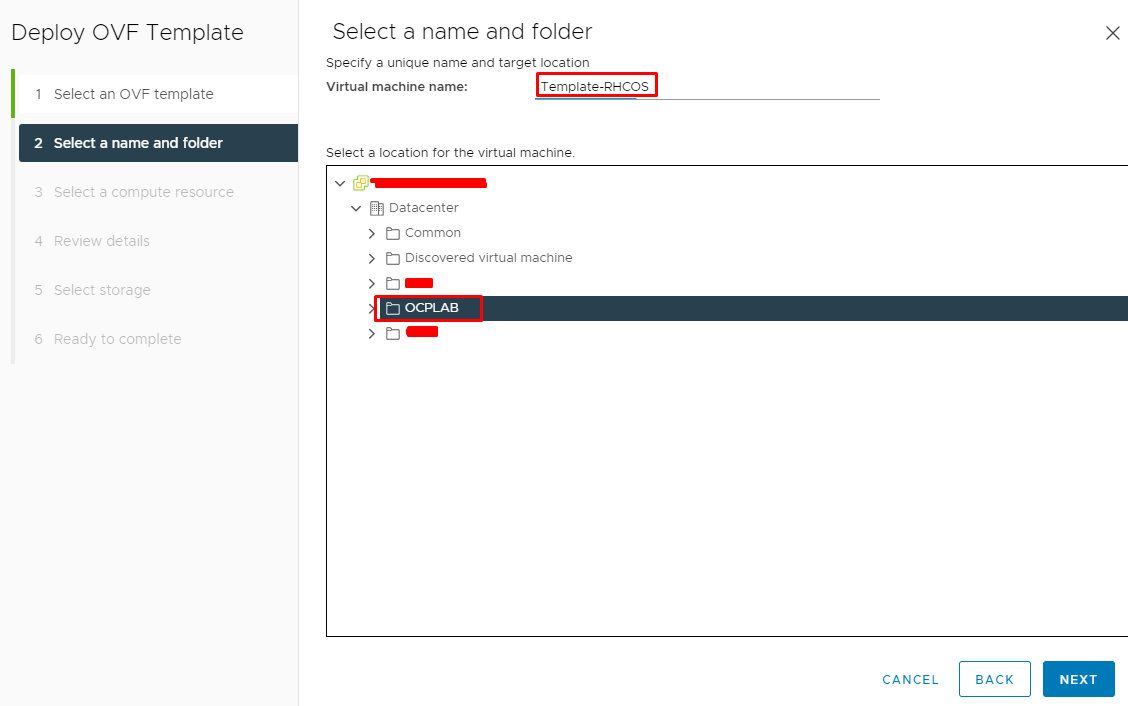 Deploy OVF Template
1 Select an OVF template
2 Select a name and folder
3 Select a compute resource
4 Review details
5 Select storage
6 Ready to complete
Select a name and folder
Specify a unique name and target location
Virtual machine name: Template-RHCOS
Select a location for the virtual machine.
Datacenter
Common
Discovered virtual machine
OCPLAB
CANCEL BACK NEXT